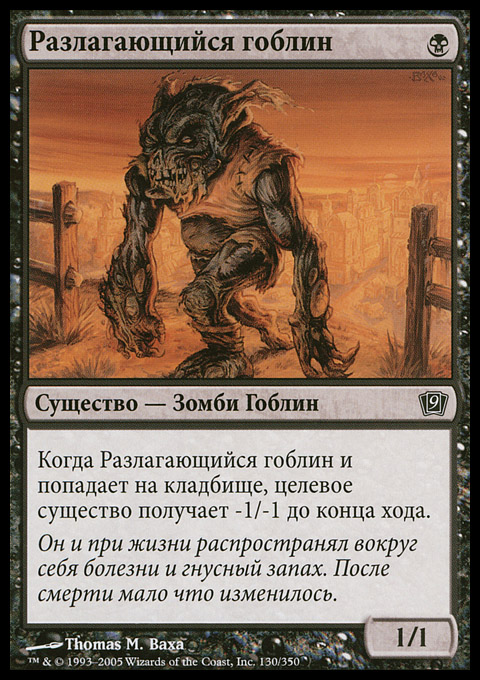 Разлагающийся гоблин
Существо — Зомби Гоблин
9
Когда Разлагающийся гоблин и
попадает на кладбище, целевое
существо получает -1/-1 до конца хода.
Он и при жизни распространял вокруг
себя болезни и гнусный запах. После
смерти мало что изменилось.
Thomas M. Baxa
1/1
™ & © 1993–2005 Wizards of the Coast, Inc. 130/350